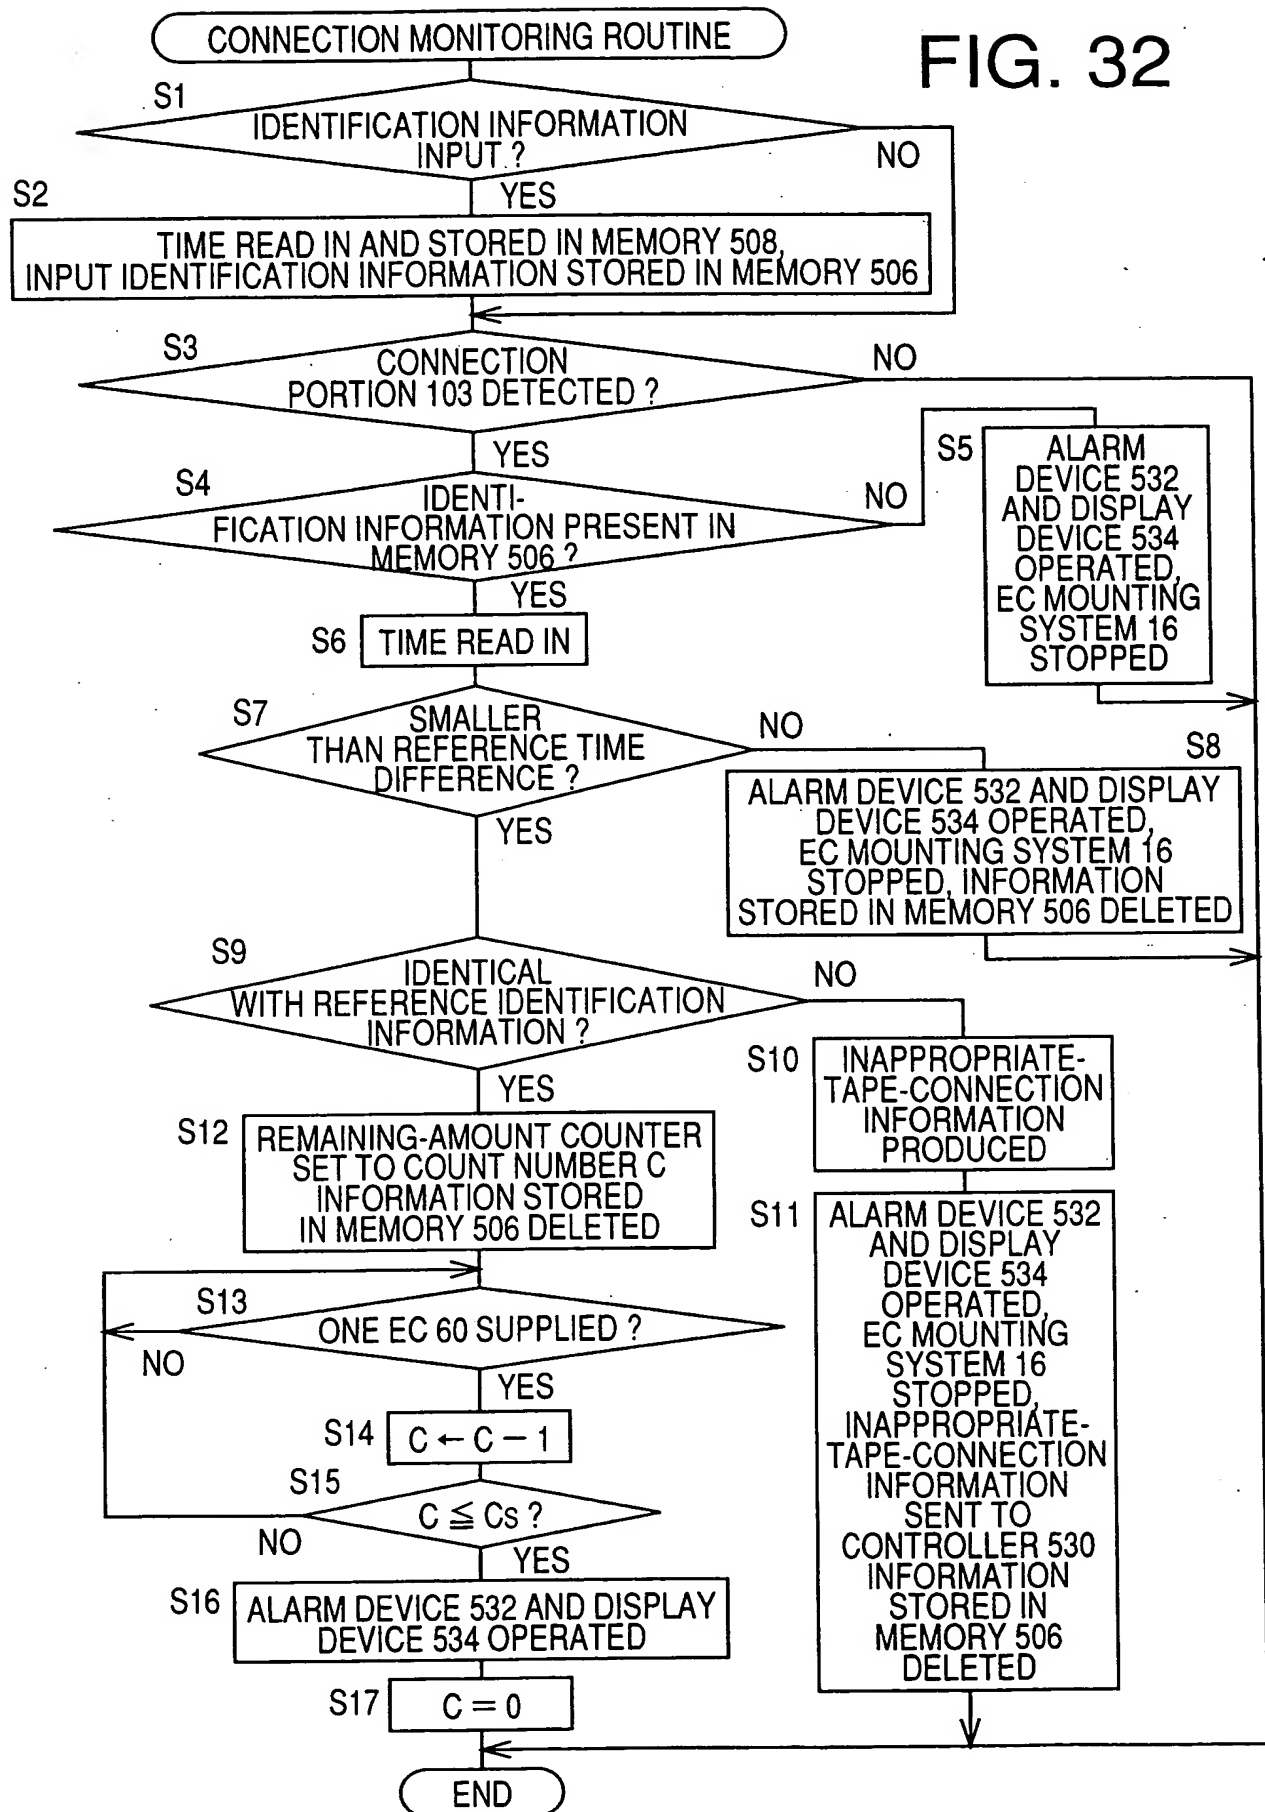 CONNECTION MONITORING ROUTINE
FIG. 32
S1
IDENTIFICATION INFORMATION
INPUT ?
NO
YES
S2
TIME READ IN AND STORED IN MEMORY 508,
INPUT IDENTIFICATION INFORMATION STORED IN MEMORY 506
S3
CONNECTION
PORTION 103 DETECTED ?
NO
YES
S4
IDENTI-
FICATION INFORMATION PRESENT IN
MEMORY 506 ?
NO
YES
S5
ALARM
DEVICE 532
AND DISPLAY
DEVICE 534
OPERATED,
EC MOUNTING
SYSTEM 16
STOPPED
S6
TIME READ IN
S7
SMALLER
THAN REFERENCE TIME
DIFFERENCE ?
NO
YES
S8
ALARM DEVICE 532 AND DISPLAY
DEVICE 534 OPERATED,
EC MOUNTING SYSTEM 16
STOPPED, INFORMATION
STORED IN MEMORY 506 DELETED
S9
IDENTICAL
WITH REFERENCE IDENTIFICATION
INFORMATION ?
NO
YES
S10
INAPPROPRIATE-
TAPE-CONNECTION
INFORMATION
PRODUCED
S11
ALARM DEVICE 532
AND DISPLAY
DEVICE 534
OPERATED,
EC MOUNTING
SYSTEM 16
STOPPED,
INAPPROPRIATE-
TAPE-CONNECTION
INFORMATION
SENT TO
CONTROLLER 530
INFORMATION
STORED IN
MEMORY 506
DELETED
S12
REMAINING-AMOUNT COUNTER
SET TO COUNT NUMBER C
INFORMATION STORED
IN MEMORY 506 DELETED
S13
ONE EC 60 SUPPLIED ?
NO
YES
S14
C ← C − 1
S15
C ≦ Cs ?
NO
YES
S16
ALARM DEVICE 532 AND DISPLAY
DEVICE 534 OPERATED
S17
C = 0
END